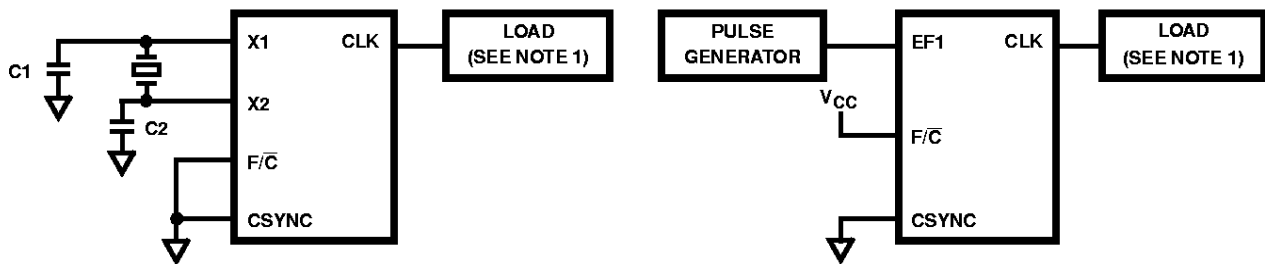 X1
CLK
C1
X2
C2
F/C̅
CSYNC
LOAD
(SEE NOTE 1)
PULSE
GENERATOR
VCC
EF1
CLK
F/C̅
CSYNC
LOAD
(SEE NOTE 1)